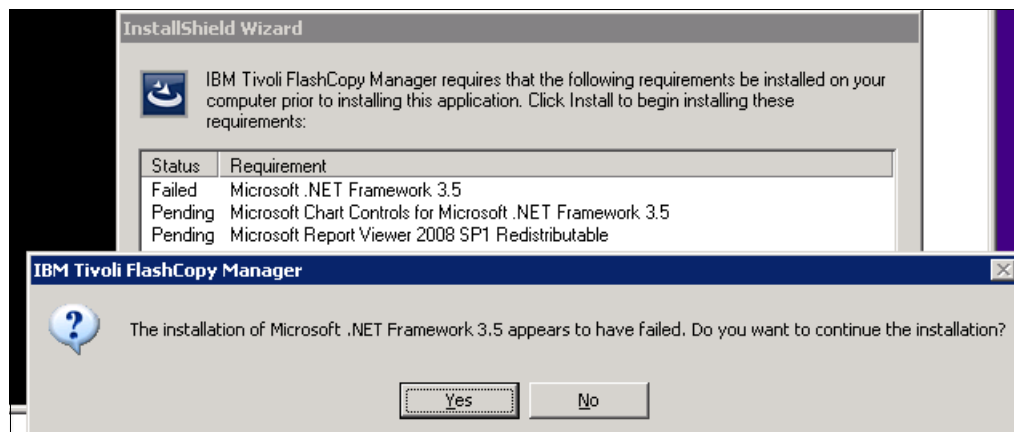 InstallShield Wizard
IBM Tivoli FlashCopy Manager requires that the following requirements be installed on your
computer prior to installing this application. Click Install to begin installing these
requirements:
Status Requirement
Failed Microsoft .NET Framework 3.5
Pending Microsoft Chart Controls for Microsoft .NET Framework 3.5
Pending Microsoft Report Viewer 2008 SP1 Redistributable
IBM Tivoli FlashCopy Manager
The installation of Microsoft .NET Framework 3.5 appears to have failed. Do you want to continue the installation?
Yes No